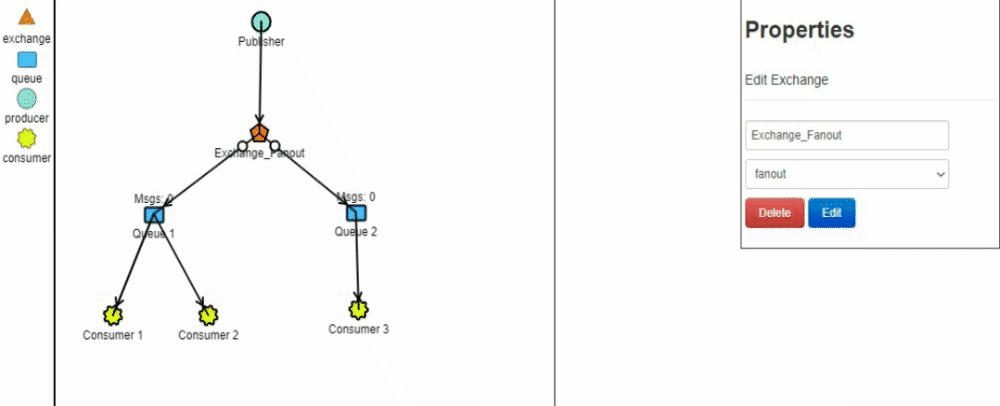 exchange
queue
producer
consumer
Publisher
Exchange_Fanout
Msgs: 0
Queue 1
Msgs: 0
Queue 2
Consumer 1
Consumer 2
Consumer 3
Properties
Edit Exchange
Exchange_Fanout
fanout
Delete
Edit